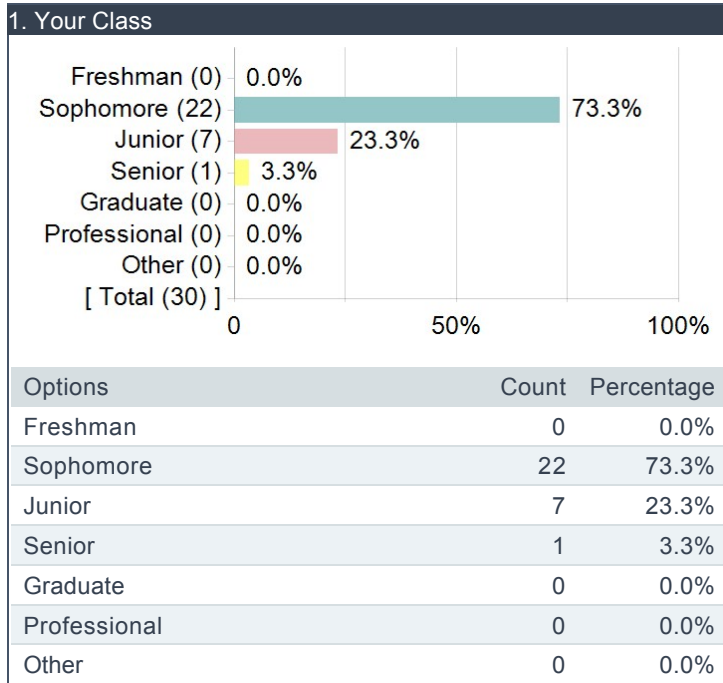 1. Your Class
Freshman (0) 0.0%
Sophomore (22) 73.3%
Junior (7) 23.3%
Senior (1) 3.3%
Graduate (0) 0.0%
Professional (0) 0.0%
Other (0) 0.0%
[ Total (30) ]
0 50% 100%
Options Count Percentage
Freshman 0 0.0%
Sophomore 22 73.3%
Junior 7 23.3%
Senior 1 3.3%
Graduate 0 0.0%
Professional 0 0.0%
Other 0 0.0%